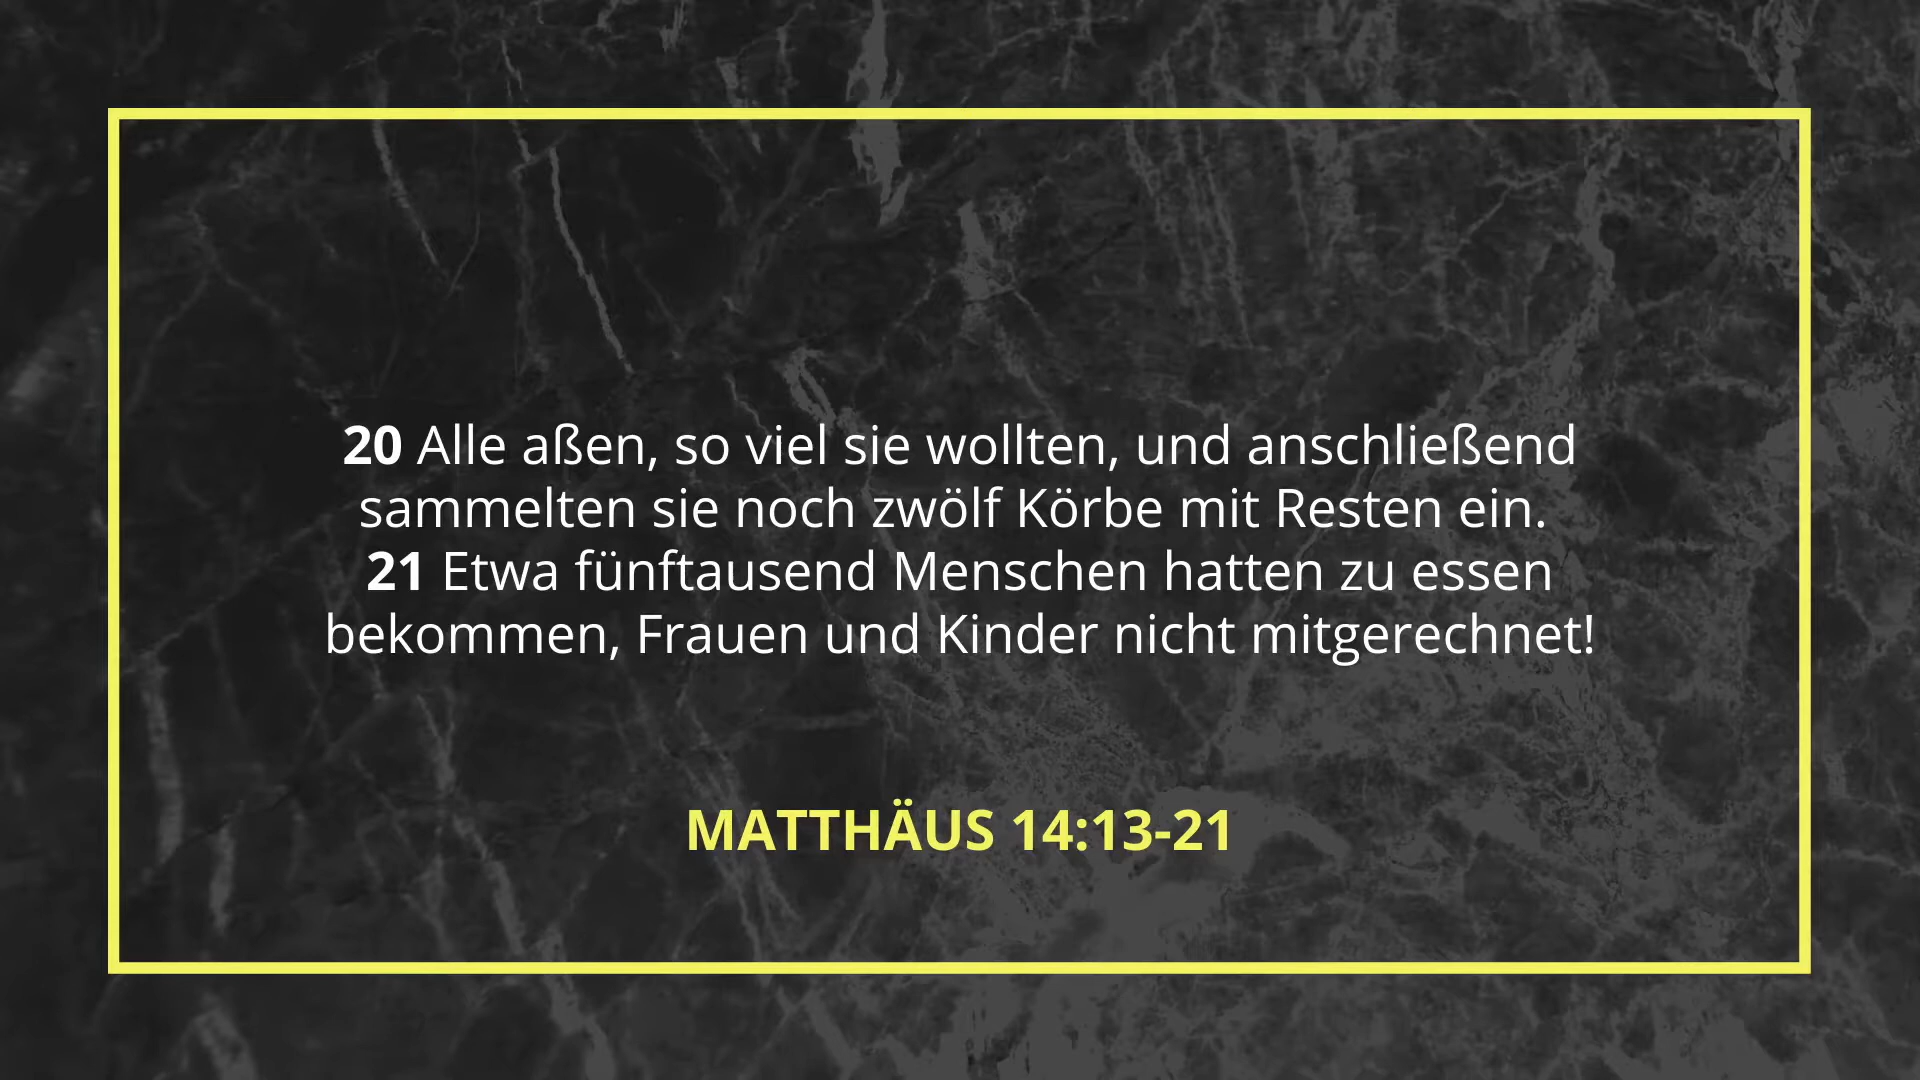 20 Alle aßen, so viel sie wollten, und anschließend
sammelten sie noch zwölf Körbe mit Resten ein.
21 Etwa fünftausend Menschen hatten zu essen
bekommen, Frauen und Kinder nicht mitgerechnet!
MATTHÄUS 14:13-21